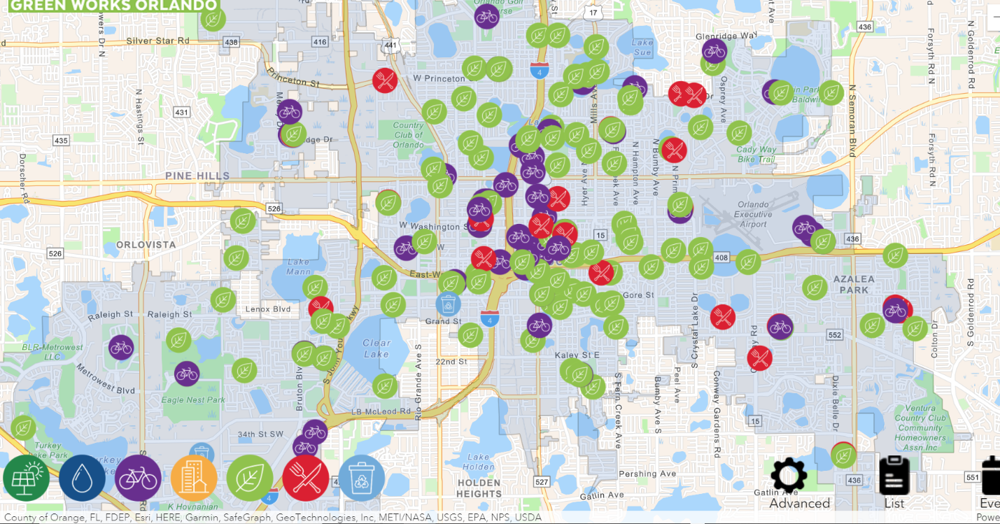 GREEN WORKS ORLANDO
Orlando Golf
17
436
Glenridge Way
Silver Star Rd
438
416
441
Lake
Sue
4
Forsyth Rd N
N Goldenrod Rd
Princeton St
W Princeton
Mills Ave
Osprey Ave
Baldwin
N Hastings St
431
N Semoran Blvd
435
Country
Club of
Orlando
Cady Way
Bike Trail
Dorscher Rd
PINE HILLS
Hyer Ave N
N Hampton Ave
N Bumby Ave
Forsyth Rd N
526
Orlando
Executive
Airport
W Washington S
15
436
ORLOVISTA
526
W
408
Lake
Mann
East-W
AZALEA
PARK
Gore St
Lenox Blvd
Raleigh St
Raleigh St
Grand St
4
S Crystal Lake Dr
552
Colton Dr
S Goldenrod Rd
BLR-Metrowest
LLC
Clear
Lake
Kaley St E
22nd St
Metrowest Blvd
Bruton Blv
Rio Grande Ave S
S Fern Creek Ave
Bumby Ave S
Peel Ave
Conway Gardens Rd
Dixie Belle Dr
Eagle Nest Park
LB McLeod Rd
15
Ventura
Country Club
Community
Homeowners
Assn Inc
34th St SW
Turkey
Lake Park
Lake
Holden
Pershing Ave
HOLDEN
HEIGHTS
527
436
551
Gatlin Ave
Gatlin Ave
4
K Hovnanian
Advanced
List
Eve
County of Orange, FL, FDEP, Esri, HERE, Garmin, SafeGraph, GeoTechnologies, Inc, METI/NASA, USGS, EPA, NPS, USDA
Powe